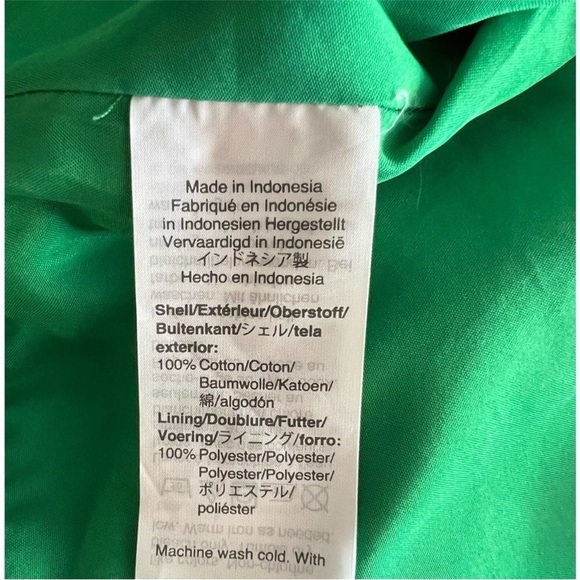 Made in Indonesia
Fabriqué en Indonésie
in Indonesien Hergestellt
Vervaardigd in Indonesië
インドネシア製
Hecho en Indonesia
Shell/Extérieur/Oberstoff/
Buitenkant/シェル/tela
exterior:
100% Cotton/Coton/
Baumwolle/Katoen/
綿/algodón
Lining/Doublure/Futter/
Voering/ライニング/forro:
100% Polyester/Polyester/
Polyester/Polyester/
ポリエステル/
poliéster
Machine wash cold. With